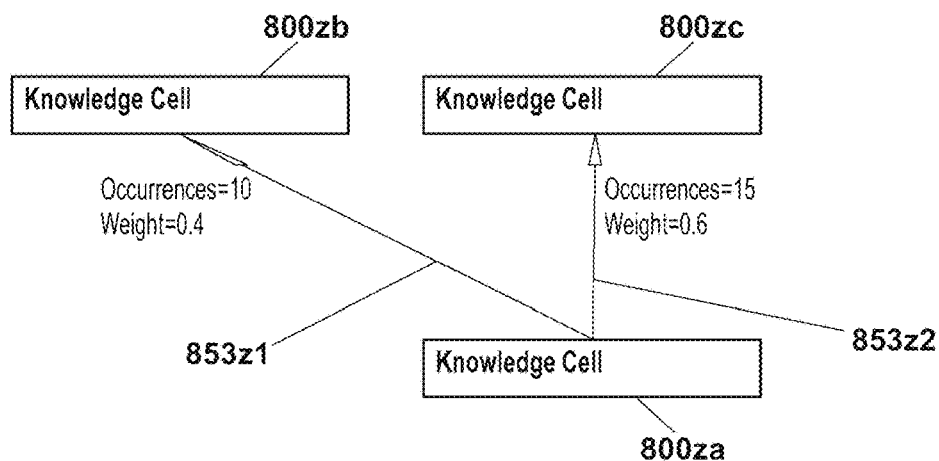 800zb
800zc
Knowledge Cell
Knowledge Cell
Occurrences=10
Weight=0.4
Occurrences=15
Weight=0.6
853z1
853z2
Knowledge Cell
800za